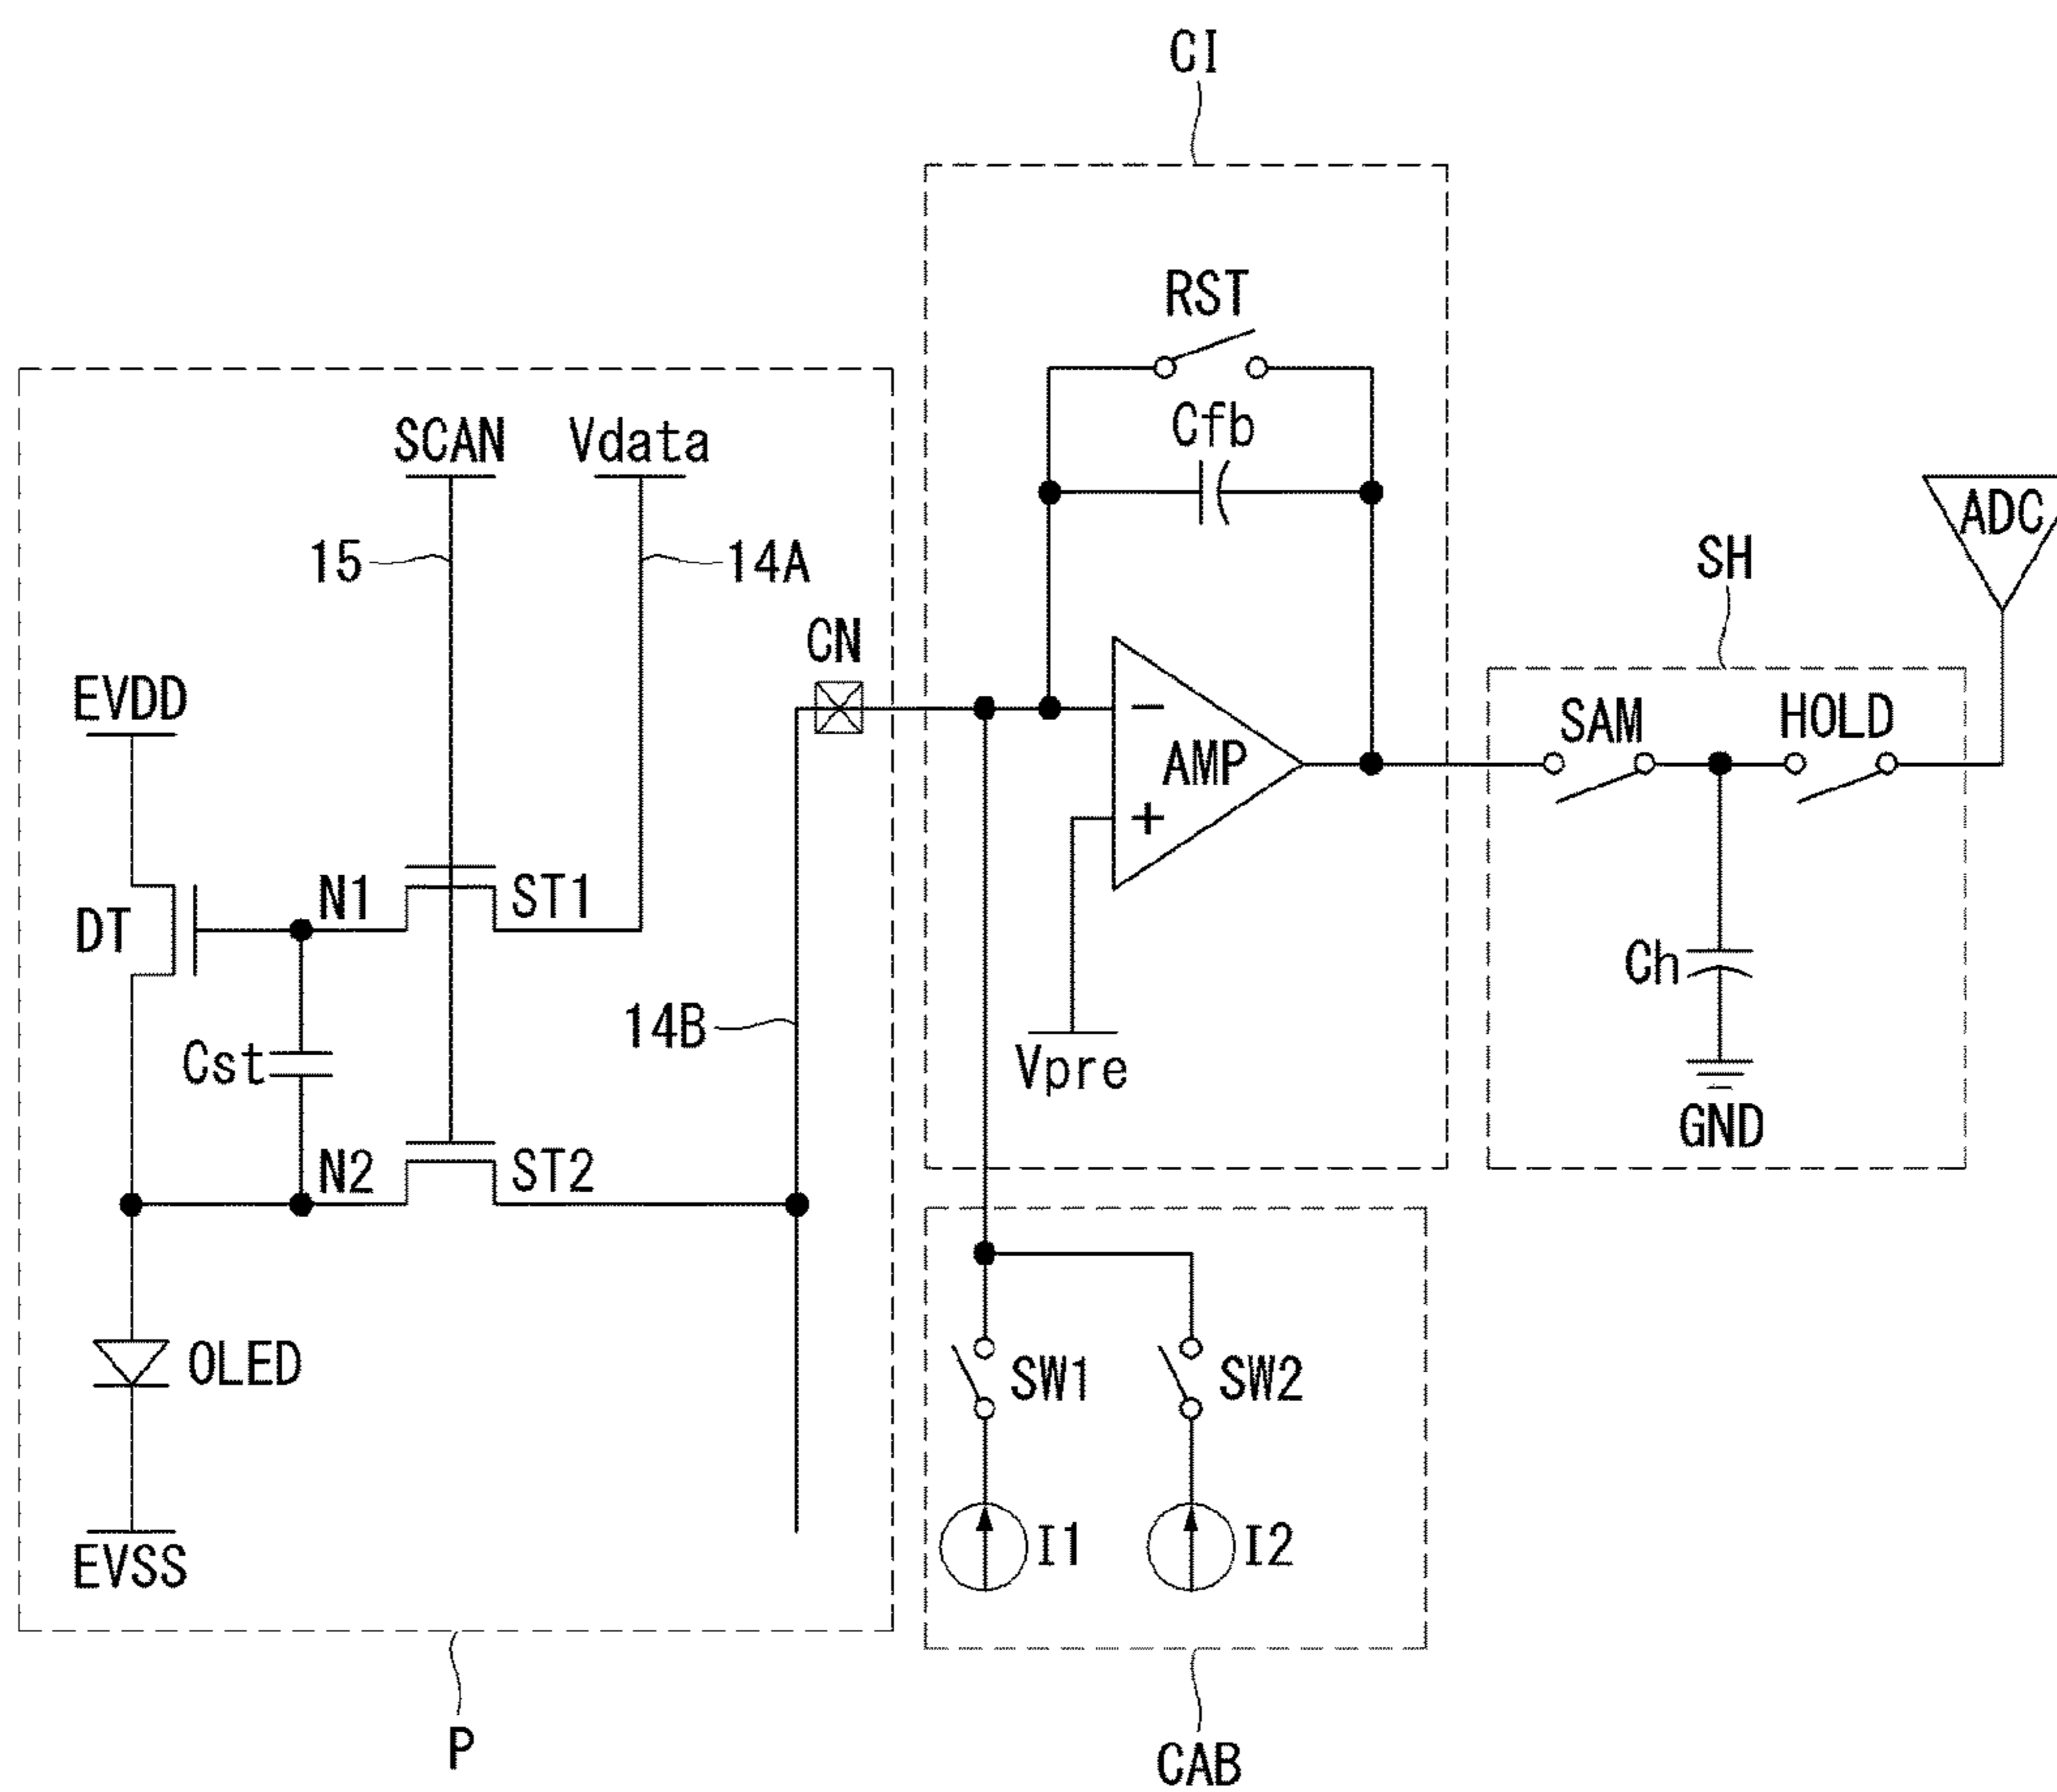 CI
RST
Cfb
SCAN
Vdata
15
14A
CN
SH
ADC
EVDD
SAM
HOLD
−
AMP
+
N1
ST1
DT
Ch
14B
Cst
Vpre
GND
N2
ST2
OLED
SW1
SW2
I1
I2
EVSS
P
CAB